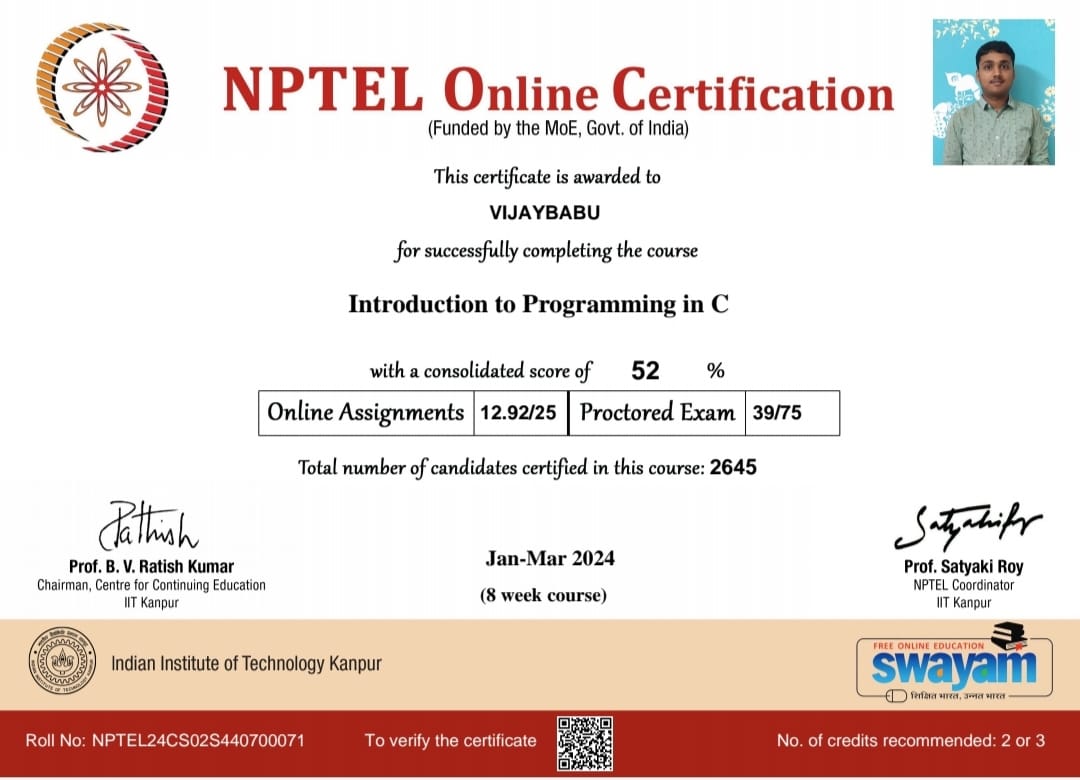 NPTEL Online Certification
(Funded by the MoE, Govt. of India)
This certificate is awarded to
VIJAYBABU
for successfully completing the course
Introduction to Programming in C
with a consolidated score of 52 %
Online Assignments 12.92/25 Proctored Exam 39/75
Total number of candidates certified in this course: 2645
Prof. B. V. Ratish Kumar
Chairman, Centre for Continuing Education
IIT Kanpur
Jan-Mar 2024
(8 week course)
Prof. Satyaki Roy
NPTEL Coordinator
IIT Kanpur
Indian Institute of Technology Kanpur
FREE ONLINE EDUCATION
swayam
शिक्षित भारत, उन्नत भारत
Roll No: NPTEL24CS02S440700071
To verify the certificate
No. of credits recommended: 2 or 3